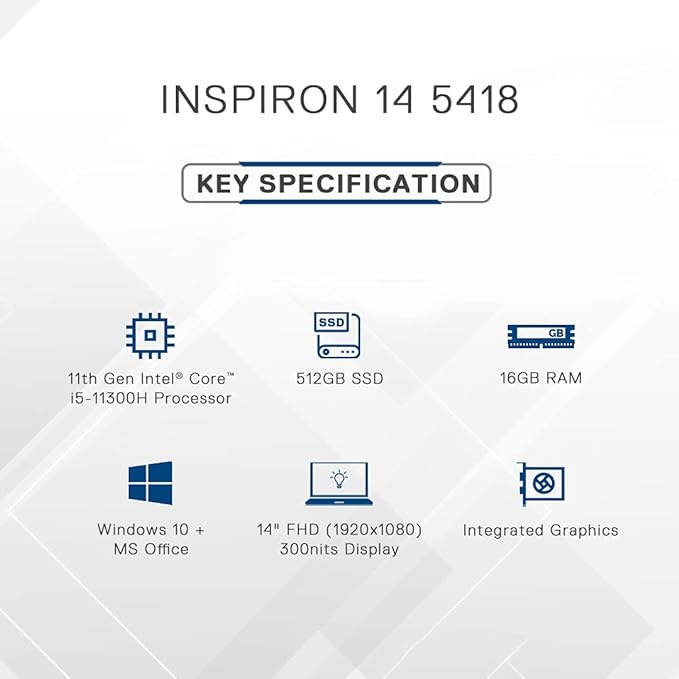 INSPIRON 14 5418
KEY SPECIFICATION
SSD
GB
11th Gen Intel® Core™
i5-11300H Processor
512GB SSD
16GB RAM
Windows 10 +
MS Office
14" FHD (1920x1080)
300nits Display
Integrated Graphics